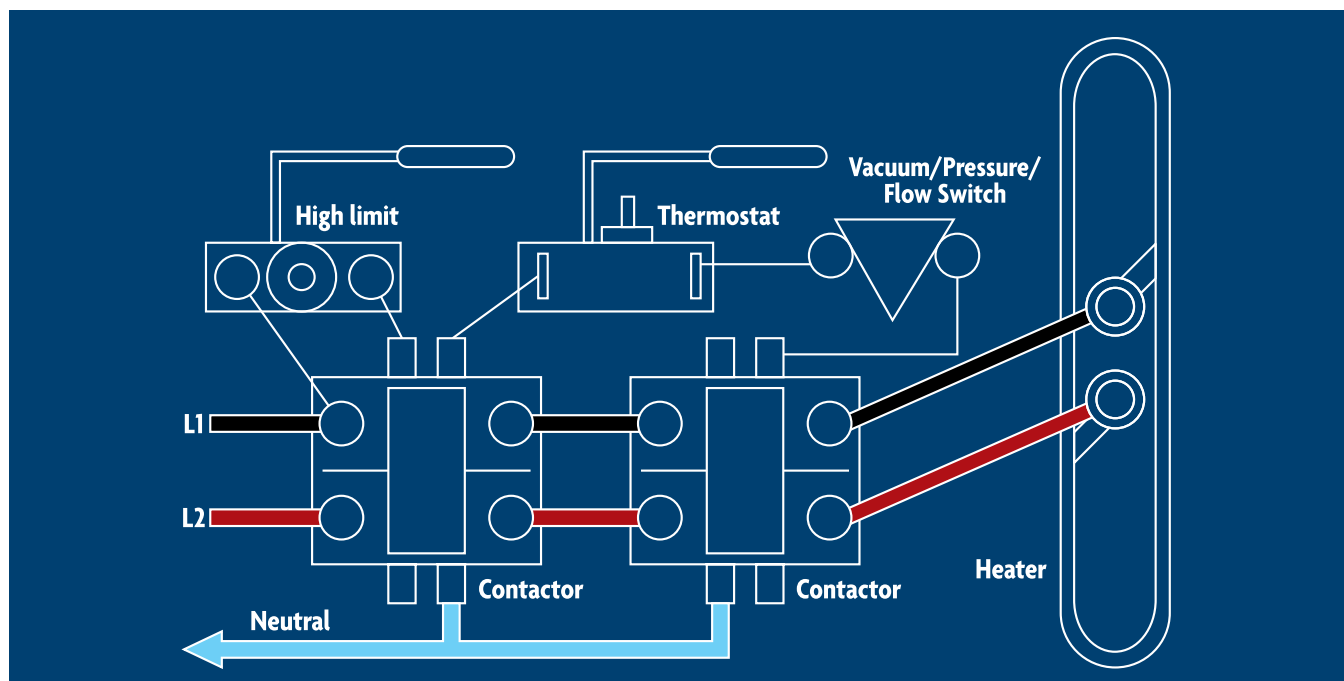 Vacuum/Pressure/
Flow Switch
High limit
Thermostat
L1
L2
Heater
Contactor
Contactor
Neutral